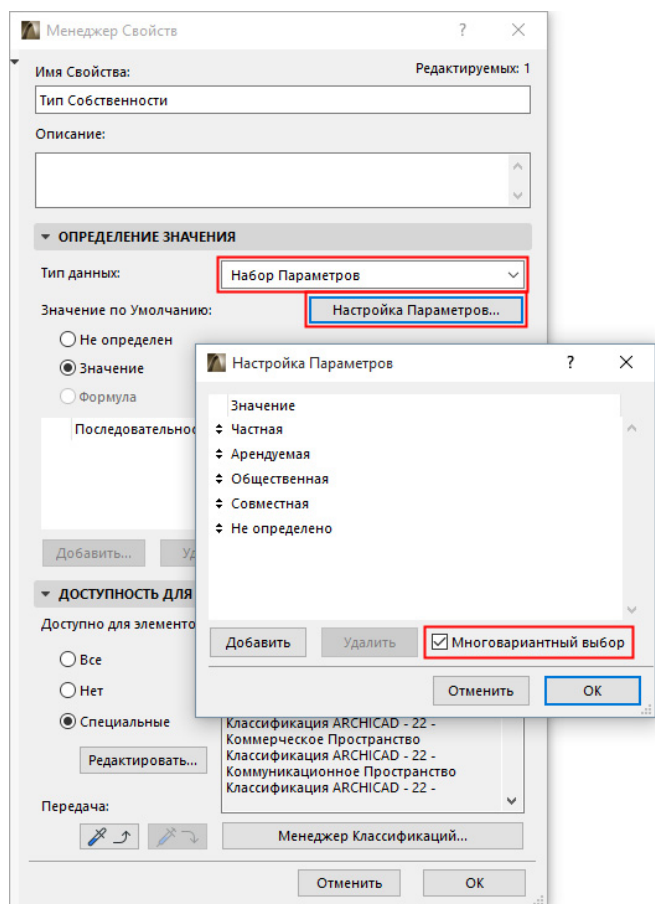 Менеджер Свойств
Имя Свойства: Редактируемых: 1
Тип Собственности
Описание:
ОПРЕДЕЛЕНИЕ ЗНАЧЕНИЯ
Тип данных: Набор Параметров
Значение по Умолчанию: Настройка Параметров...
Не определен
Значение
Формула
Последовательнос
Добавить... Уд
Настройка Параметров
Значение
Частная
Арендуемая
Общественная
Совместная
Не определено
Добавить Удалить Многовариантный выбор
Отменить OK
ДОСТУПНОСТЬ ДЛЯ
Доступно для элементо
Все
Нет
Специальные
Редактировать...
Классификация ARCHICAD - 22 -
Коммерческое Пространство
Классификация ARCHICAD - 22 -
Коммуникационное Пространство
Классификация ARCHICAD - 22 -
Передача:
Менеджер Классификаций...
Отменить OK